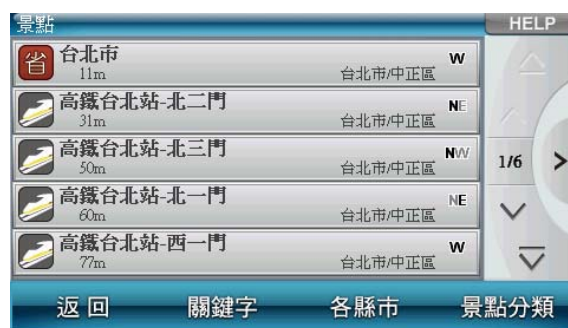 景點 HELP
省 台北市 W
11m 台北市/中正區
高鐵台北站-北二門 NE
31m 台北市/中正區
高鐵台北站-北三門 NW
50m 台北市/中正區
1/6 >
高鐵台北站-北一門 NE
60m 台北市/中正區
高鐵台北站-西一門 W
77m 台北市/中正區
返回 關鍵字 各縣市 景點分類